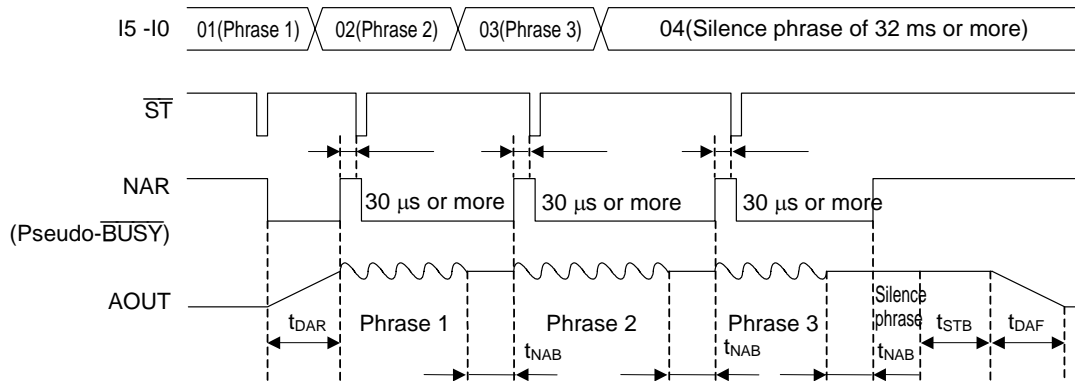 I5 -I0 01(Phrase 1) 02(Phrase 2) 03(Phrase 3) 04(Silence phrase of 32 ms or more)
ST
NAR
30 μs or more 30 μs or more 30 μs or more
(Pseudo-BUSY)
AOUT
tDAR Phrase 1 Phrase 2 Phrase 3 Silence phrase tSTB tDAF
tNAB tNAB tNAB